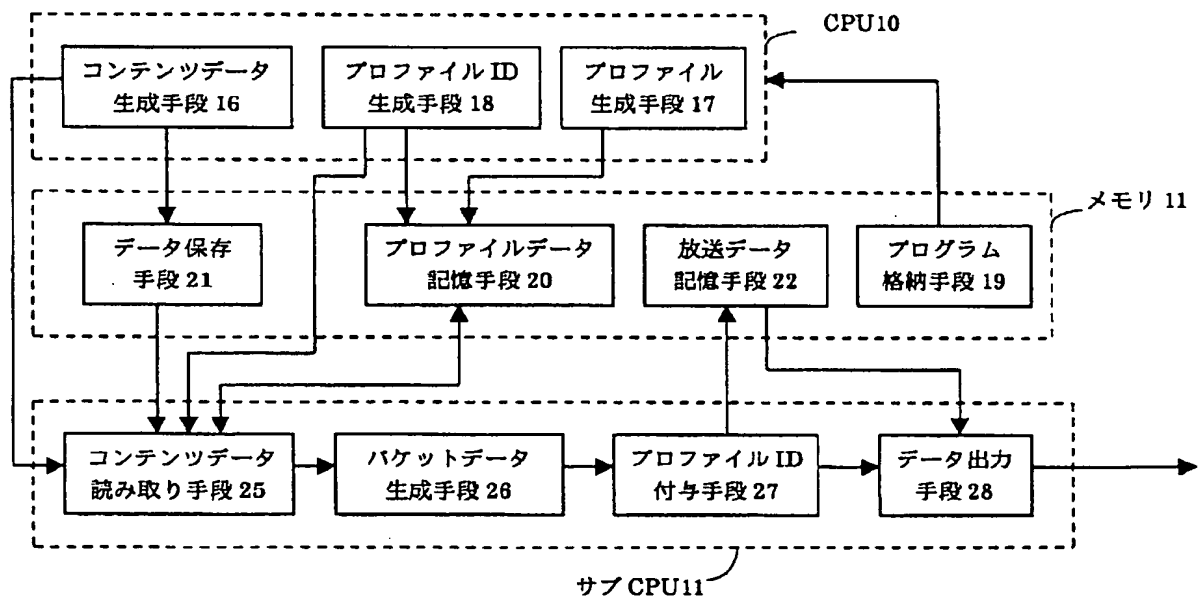 CPU10
コンテンツデータ
生成手段 16
プロファイル ID
生成手段 18
プロファイル
生成手段 17
メモリ 11
データ保存
手段 21
プロファイルデータ
記憶手段 20
放送データ
記憶手段 22
プログラム
格納手段 19
コンテンツデータ
読み取り手段 25
パケットデータ
生成手段 26
プロファイル ID
付与手段 27
データ出力
手段 28
サブ CPU11